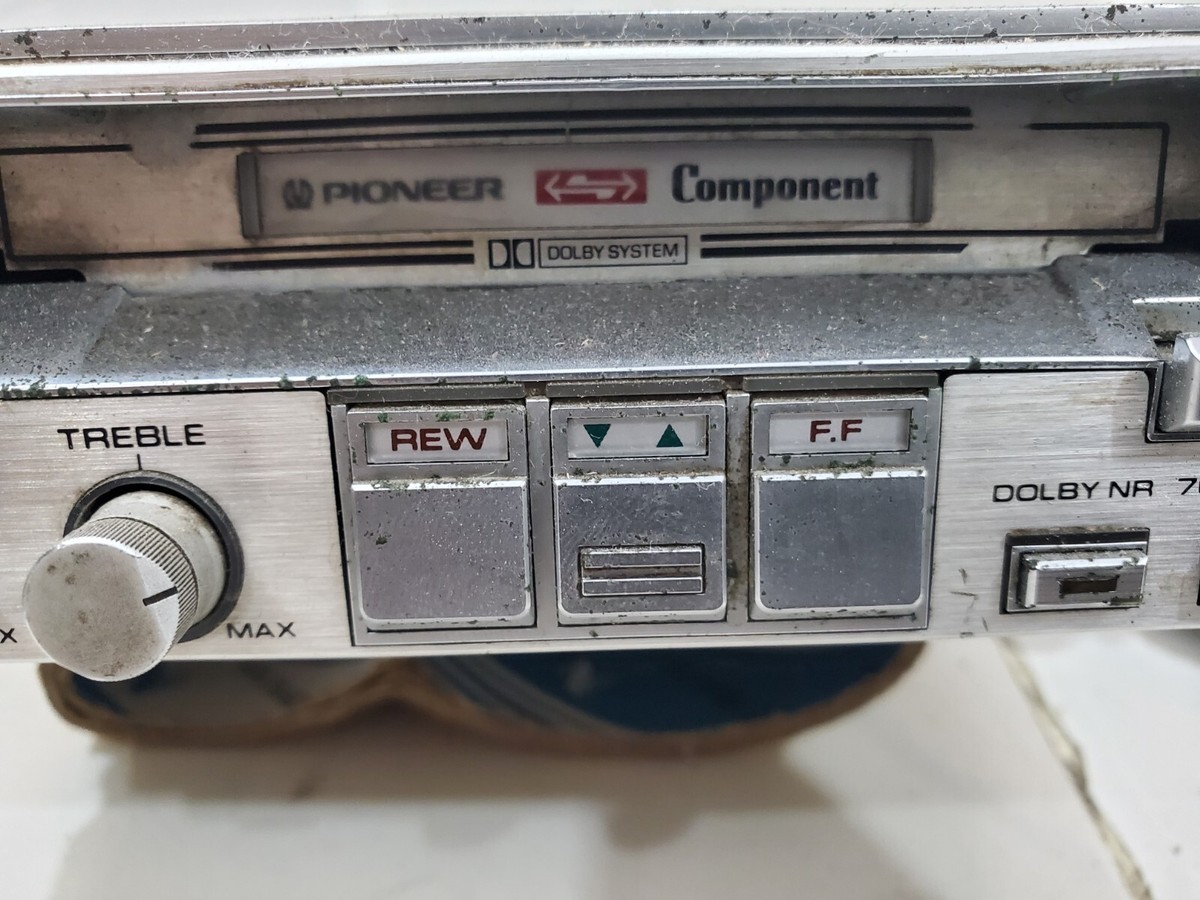 PIONEER Component
DOLBY SYSTEM
TREBLE
REW
F.F
DOLBY NR
MAX